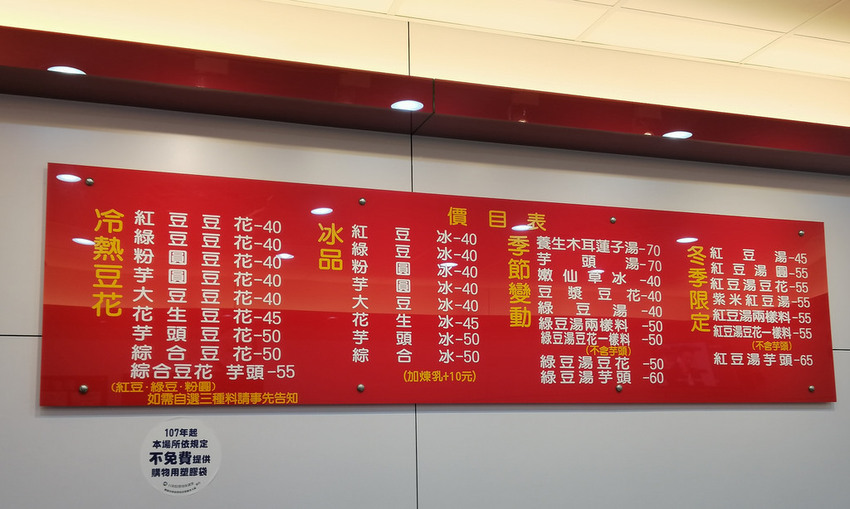 價目表
冷熱豆花
紅豆豆花-40
綠豆豆花-40
粉圓豆花-40
芋圓豆花-40
大豆豆花-40
花生豆花-45
芋頭豆花-50
綜合豆花-50
綜合豆花 芋頭-55
(紅豆·綠豆·粉圓)
如需自選三種料請事先告知
冰品
紅豆冰-40
綠豆冰-40
粉圓冰-40
芋圓冰-40
大豆冰-40
花生冰-45
芋頭冰-50
綜合冰-50
(加煉乳+10元)
季節變動
養生木耳蓮子湯-70
芋頭湯-70
嫩仙草冰-40
豆漿豆花-40
綠豆湯-40
綠豆湯兩樣料-50
綠豆湯豆花一樣料-50
(不含芋頭)
綠豆湯豆花-50
綠豆湯芋頭-60
冬季限定
紅豆湯-45
紅豆湯圓-55
紅豆湯豆花-55
紫米紅豆湯-55
紅豆湯兩樣料-55
紅豆湯豆花一樣料-55
(不含芋頭)
紅豆湯芋頭-65
107年起
本場所依規定
不免費提供
購物用塑膠袋